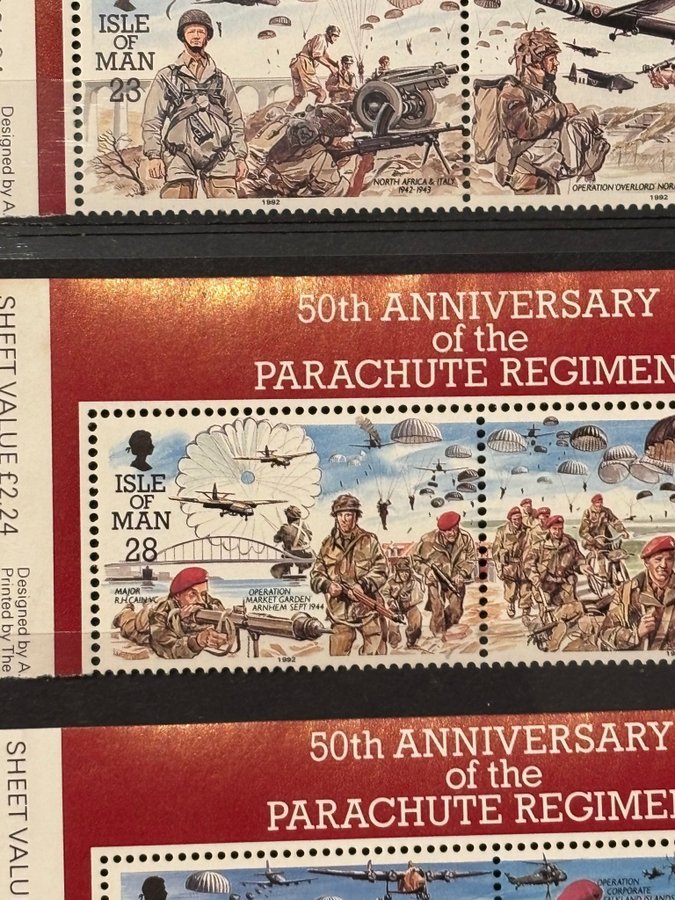 Designed by A
ISLE
OF
MAN
23
NORTH AFRICA & ITALY
1942-1943
1992
OPERATION 'OVERLORD' NOR
1992
SHEET VALUE £2.24
Designed by A.
Printed by The
50th ANNIVERSARY
of the
PARACHUTE REGIMEN
ISLE
OF
MAN
28
MAJOR
R.H.CAIN VC
OPERATION
'MARKET GARDEN'
ARNHEM SEPT 1944
1992
SHEET VALU
50th ANNIVERSARY
of the
PARACHUTE REGIMEN
OPERATION
CORPORATE
FALKLAND ISLANDS